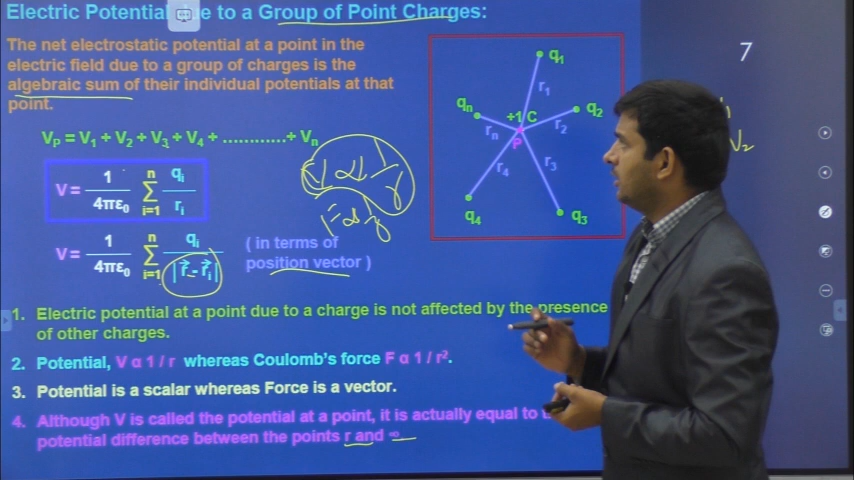 Electric Potential due to a Group of Point Charges:
7
The net electrostatic potential at a point in the
electric field due to a group of charges is the
algebraic sum of their individual potentials at that
point.
q1
r1
qn
+1 C
q2
rn
r2
P
r4
r3
q4
q3
VP = V1 + V2 + V3 + V4 + …………+ Vn
V2
V = 1 / 4πε0 n Σ i=1 qi / ri
V α 1 / r
F α 1 / r
V = 1 / 4πε0 n Σ i=1 qi / | r - ri |
( in terms of
position vector )
1. Electric potential at a point due to a charge is not affected by the presence
of other charges.
2. Potential, V α 1 / r whereas Coulomb's force F α 1 / r².
3. Potential is a scalar whereas Force is a vector.
4. Although V is called the potential at a point, it is actually equal to
potential difference between the points r and ∞